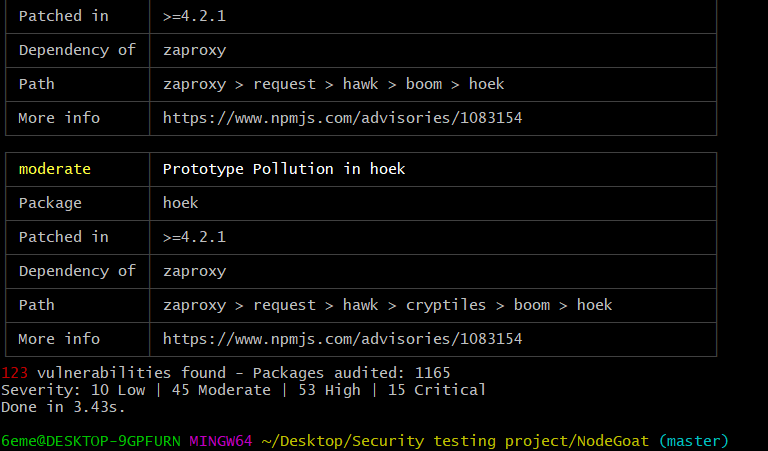 Patched in >=4.2.1
Dependency of zaproxy
Path zaproxy > request > hawk > boom > hoek
More info https://www.npmjs.com/advisories/1083154
moderate Prototype Pollution in hoek
Package hoek
Patched in >=4.2.1
Dependency of zaproxy
Path zaproxy > request > hawk > cryptiles > boom > hoek
More info https://www.npmjs.com/advisories/1083154
123 vulnerabilities found - Packages audited: 1165
Severity: 10 Low | 45 Moderate | 53 High | 15 Critical
Done in 3.43s.
6eme@DESKTOP-9GPFURN MINGW64 ~/Desktop/Security testing project/NodeGoat (master)